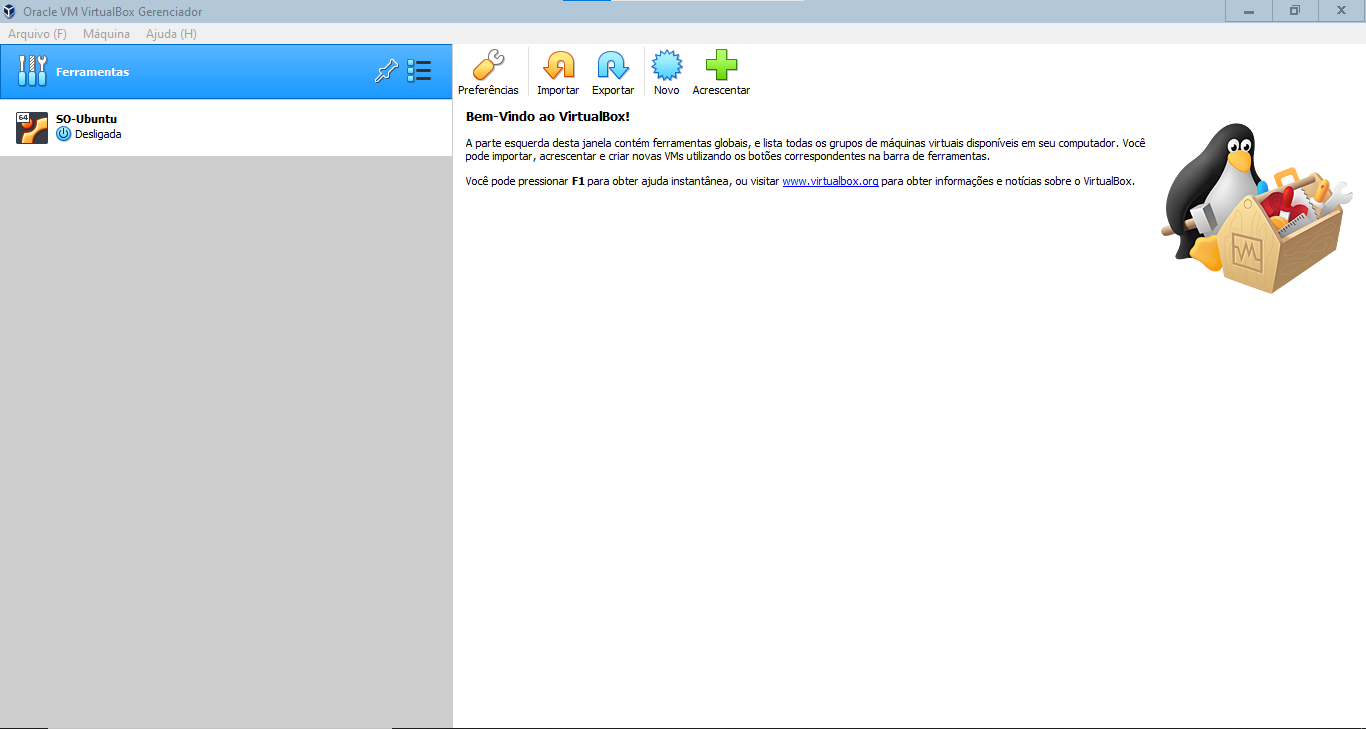 Oracle VM VirtualBox Gerenciador
Arquivo (F) Máquina Ajuda (H)
Ferramentas
64
SO-Ubuntu
Desligada
Preferências Importar Exportar Novo Acrescentar
Bem-Vindo ao VirtualBox!
A parte esquerda desta janela contém ferramentas globais, e lista todas os grupos de máquinas virtuais disponíveis em seu computador. Você
pode importar, acrescentar e criar novas VMs utilizando os botões correspondentes na barra de ferramentas.
Você pode pressionar F1 para obter ajuda instantânea, ou visitar www.virtualbox.org para obter informações e notícias sobre o VirtualBox.
VM